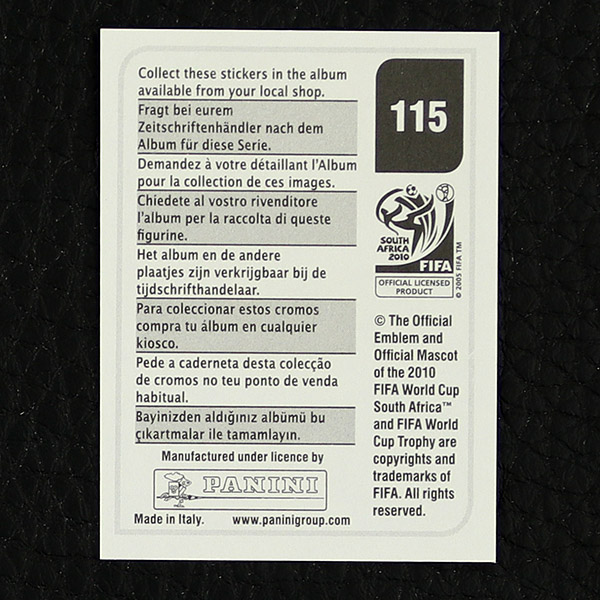 Collect these stickers in the album
available from your local shop.
Fragt bei eurem
Zeitschriftenhändler nach dem
Album für diese Serie.
Demandez à votre détaillant l'Album
pour la collection de ces images.
Chiedete al vostro rivenditore
l'album per la raccolta di queste
figurine.
Het album en de andere
plaatjes zijn verkrijgbaar bij de
tijdschrifthandelaar.
Para coleccionar estos cromos
compra tu álbum en cualquier
kiosco.
Pede a caderneta desta colecção
de cromos no teu ponto de venda
habitual.
Bayinizden aldığınız albümü bu
çıkartmalar ile tamamlayın.
Manufactured under licence by
PANINI
Made in Italy. www.paninigroup.com
115
SOUTH
AFRICA
2010
FIFA
OFFICIAL LICENSED
PRODUCT
© 2005 FIFA TM
© The Official
Emblem and
Official Mascot
of the 2010
FIFA World Cup
South Africa™
and FIFA World
Cup Trophy are
copyrights and
trademarks of
FIFA. All rights
reserved.